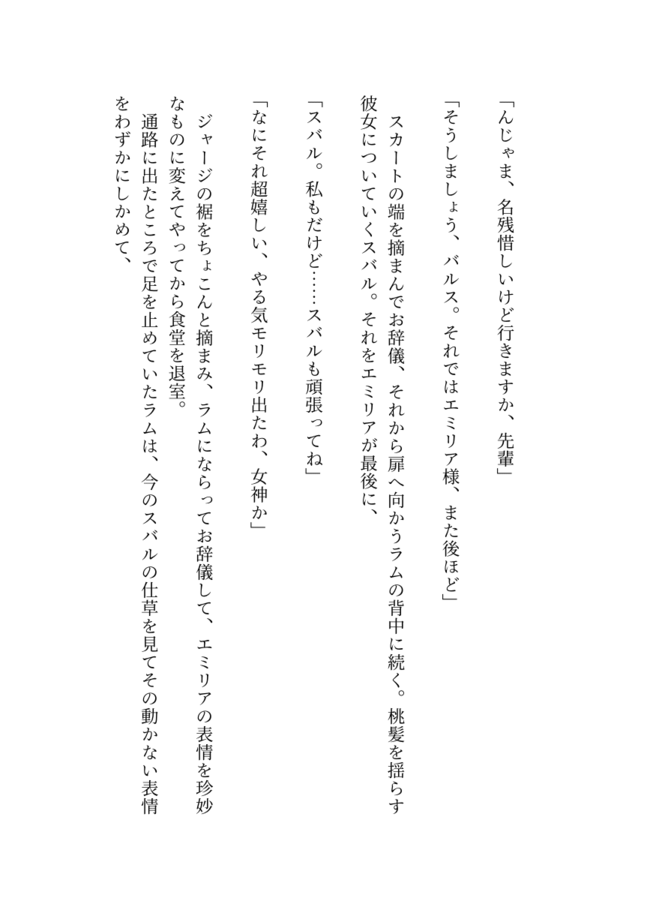 「んじゃま、名残惜しいけど行きますか、先輩」
「そうしましょう、バルス。それではエミリア様、また後ほど」
スカートの端を摘まんでお辞儀、それから扉へ向かうラムの背中に続く。桃髪を揺らす
彼女についていくスバル。それをエミリアが最後に、
「スバル。私もだけど……スバルも頑張ってね」
「なにそれ超嬉しい、やる気モリモリ出たわ、女神か」
ジャージの裾をちょこんと摘まみ、ラムにならってお辞儀して、エミリアの表情を珍妙
なものに変えてやってから食堂を退室。
通路に出たところで足を止めていたラムは、今のスバルの仕草を見てその動かない表情
をわずかにしかめて、